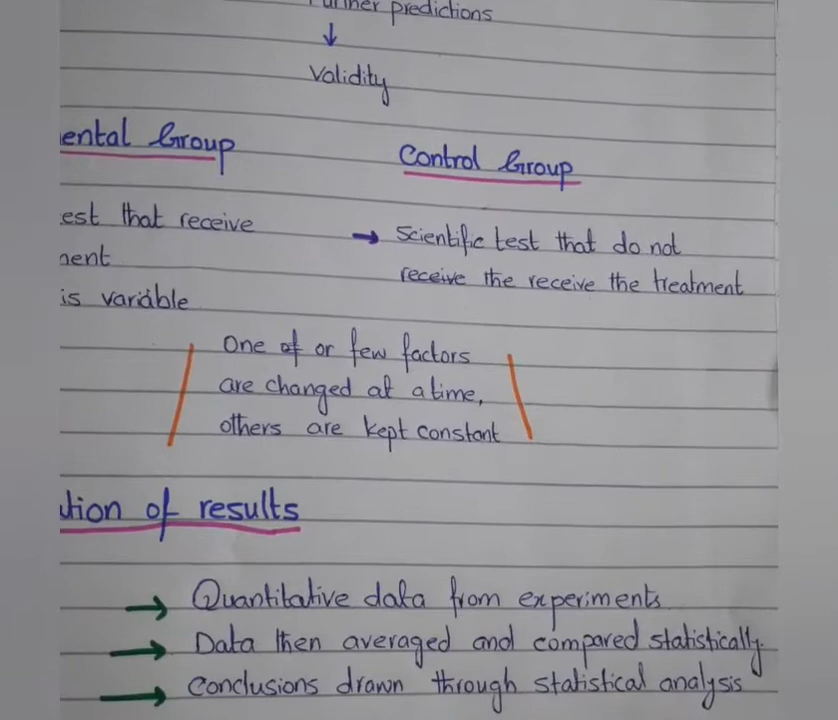 further predictions
↓
Validity
ental Group
Control Group
est that receive
→ Scientific test that do not
ment
receive the receive the treatment
is variable
One of or few factors
are changed at a time,
others are kept constant
tion of results
→ Quantitative data from experiments
→ Data then averaged and compared statistically.
→ Conclusions drawn through statistical analysis